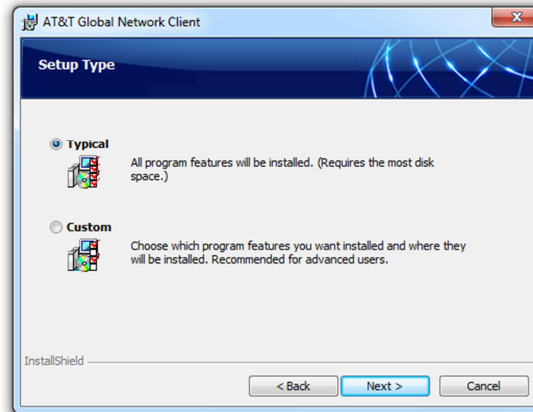 AT&T Global Network Client
Setup Type
Typical
All program features will be installed. (Requires the most disk
space.)
Custom
Choose which program features you want installed and where they
will be installed. Recommended for advanced users.
InstallShield
< Back
Next >
Cancel